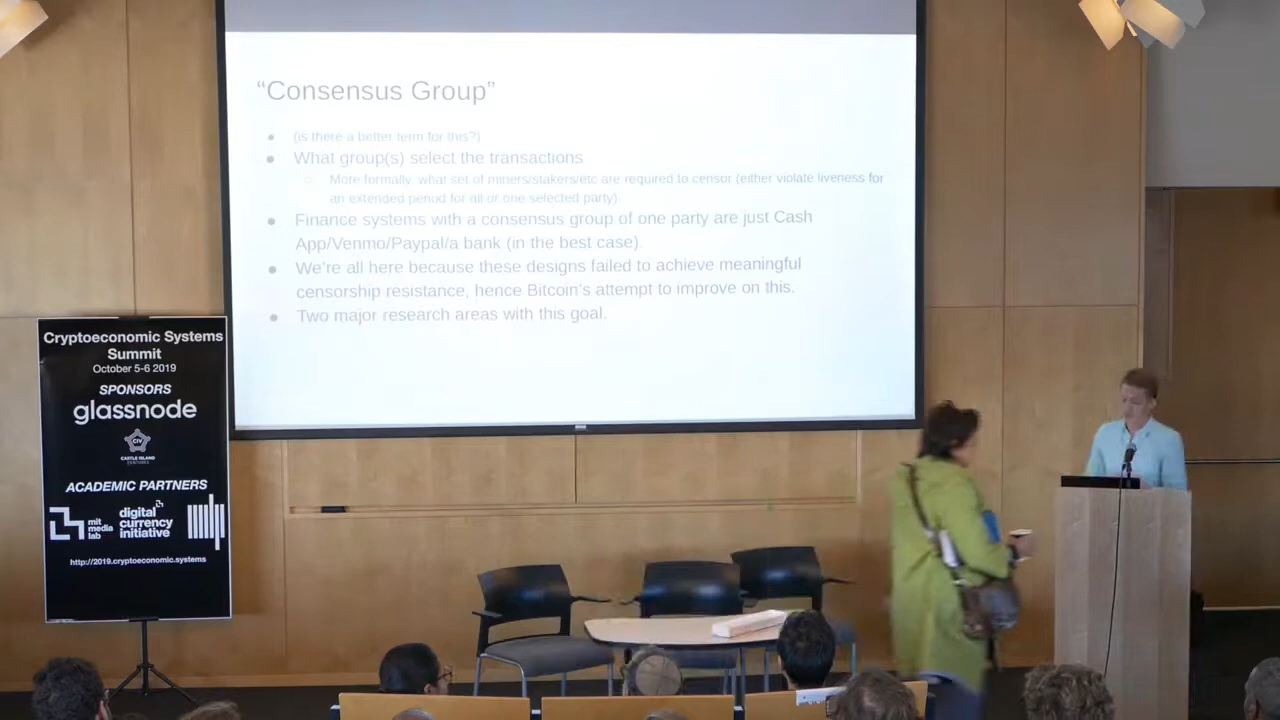 “Consensus Group”
(is there a better term for this?)
What group(s) select the transactions
More formally, what set of miners/stakers/etc are required to censor (either violate liveness for
an extended period for all or one selected party).
Finance systems with a consensus group of one party are just Cash
App/Venmo/Paypal/a bank (in the best case).
We’re all here because these designs failed to achieve meaningful
censorship resistance, hence Bitcoin’s attempt to improve on this.
Two major research areas with this goal.
Cryptoeconomic Systems
Summit
October 5-6 2019
SPONSORS
glassnode
CIV
CASTLE ISLAND
VENTURES
ACADEMIC PARTNERS
mit
media
lab
digital
currency
initiative
http://2019.cryptoeconomic.systems